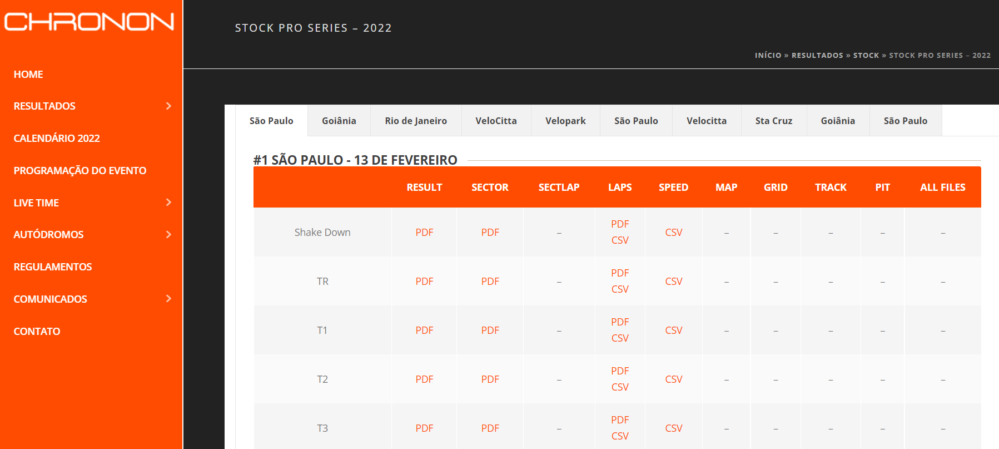 CHRONON
HOME
RESULTADOS
CALENDÁRIO 2022
PROGRAMAÇÃO DO EVENTO
LIVE TIME
AUTÓDROMOS
REGULAMENTOS
COMUNICADOS
CONTATO
STOCK PRO SERIES – 2022
INÍCIO » RESULTADOS » STOCK » STOCK PRO SERIES – 2022
São Paulo Goiânia Rio de Janeiro VeloCitta Velopark São Paulo Velocitta Sta Cruz Goiânia São Paulo
#1 SÃO PAULO - 13 DE FEVEREIRO
RESULT SECTOR SECTLAP LAPS SPEED MAP GRID TRACK PIT ALL FILES
Shake Down PDF PDF – PDF CSV CSV – – – – –
TR PDF PDF – PDF CSV CSV – – – – –
T1 PDF PDF – PDF CSV CSV – – – – –
T2 PDF PDF – PDF CSV CSV – – – – –
T3 PDF PDF – PDF CSV CSV – – – – –